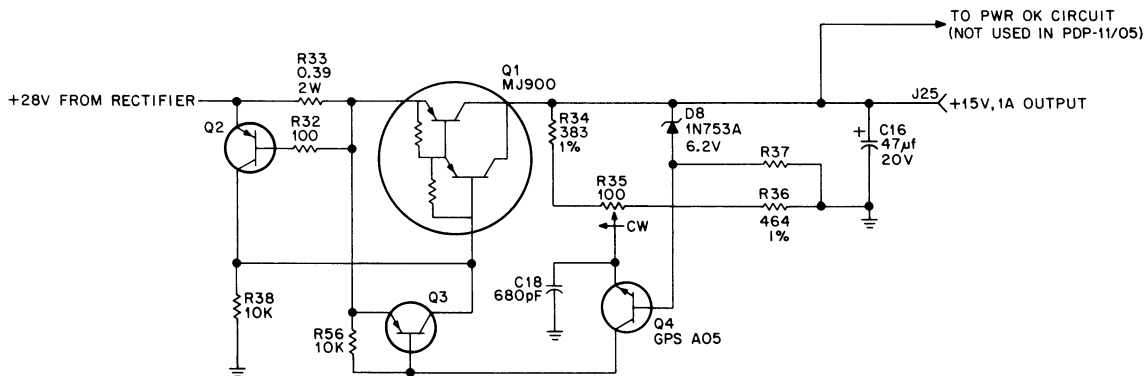 TO PWR OK CIRCUIT
(NOT USED IN PDP-11/05)
R33
0.39
2W
Q1
MJ900
+28V FROM RECTIFIER
J25
+15V, 1A OUTPUT
Q2
R32
100
R34
383
1%
D8
1N753A
6.2V
+
C16
47µf
20V
R37
R35
100
R36
464
1%
CW
C18
680pF
R38
10K
Q3
R56
10K
Q4
GPS A05